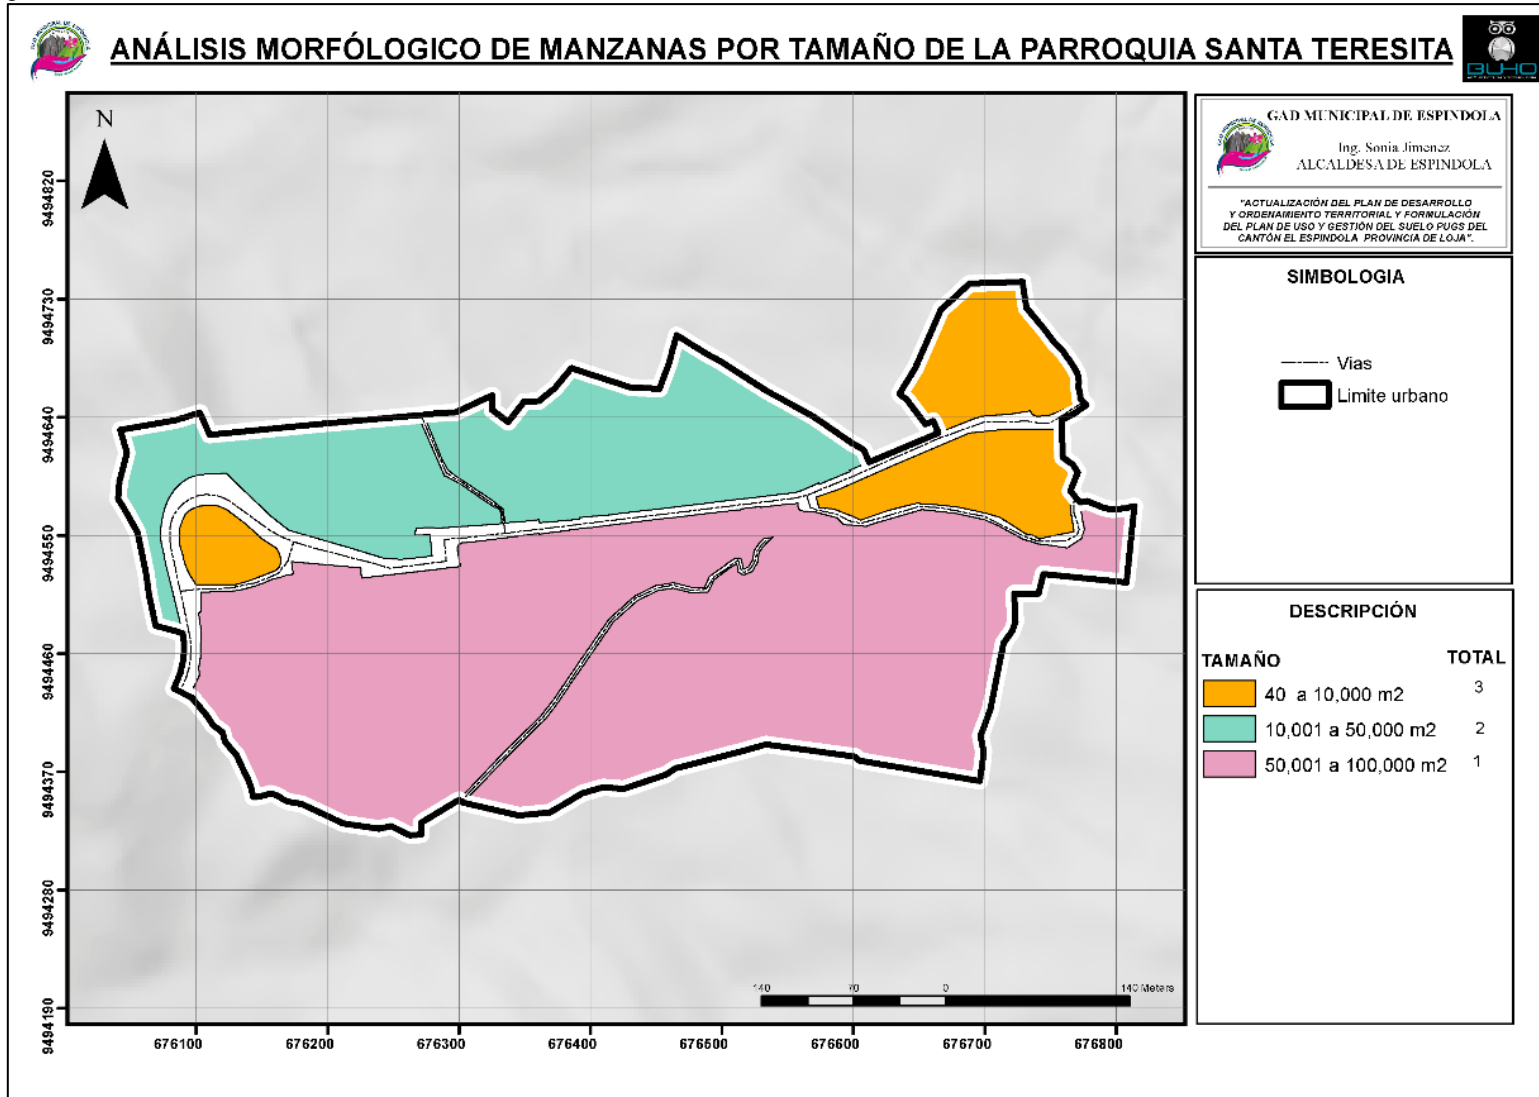 ANÁLISIS MORFÓLOGICO DE MANZANAS POR TAMAÑO DE LA PARROQUIA SANTA TERESITA
BUHO
N
GAD MUNICIPAL DE ESPINDOLA
Ing. Sonia Jimenez
ALCALDESA DE ESPINDOLA
"ACTUALIZACIÓN DEL PLAN DE DESARROLLO
Y ORDENAMIENTO TERRITORIAL Y FORMULACIÓN
DEL PLAN DE USO Y GESTIÓN DEL SUELO PUGS DEL
CANTÓN EL ESPINDOLA PROVINCIA DE LOJA".
SIMBOLOGIA
Vias
Limite urbano
DESCRIPCIÓN
TAMAÑO TOTAL
40 a 10,000 m2 3
10,001 a 50,000 m2 2
50,001 a 100,000 m2 1
9494820
9494730
9494640
9494550
9494460
9494370
9494280
9494190
140 70 0 140 Meters
676100 676200 676300 676400 676500 676600 676700 676800